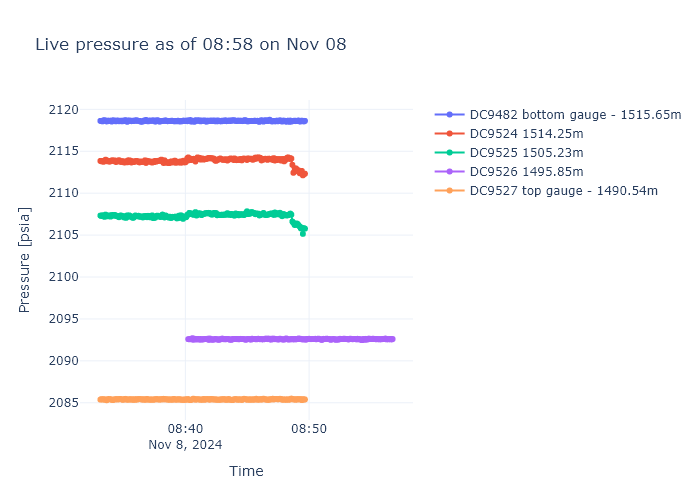 Live pressure as of 08:58 on Nov 08
DC9482 bottom gauge - 1515.65m
DC9524 1514.25m
DC9525 1505.23m
DC9526 1495.85m
DC9527 top gauge - 1490.54m
Pressure [psia]
2120
2115
2110
2105
2100
2095
2090
2085
08:40
Nov 8, 2024
08:50
Time